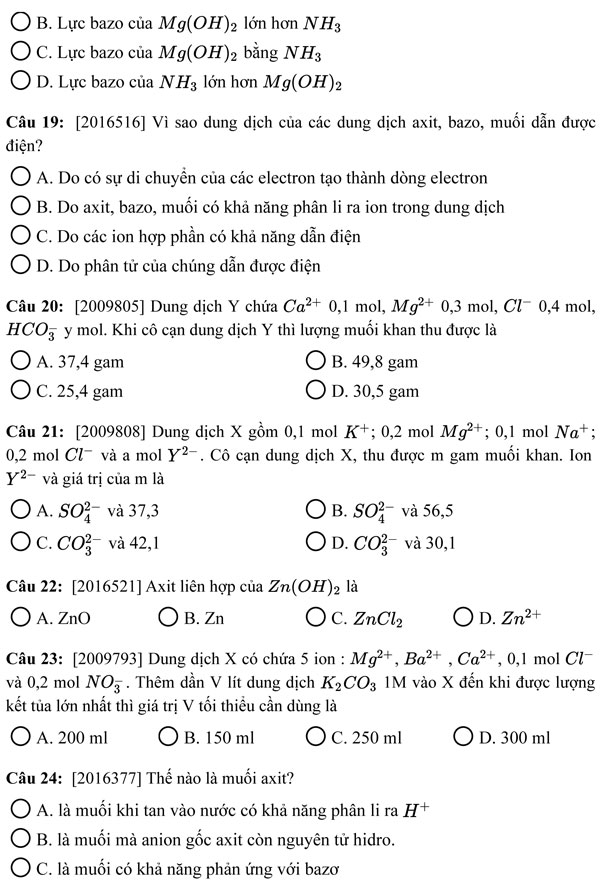 B. Lực bazo của Mg(OH)₂ lớn hơn NH₃
C. Lực bazo của Mg(OH)₂ bằng NH₃
D. Lực bazo của NH₃ lớn hơn Mg(OH)₂
Câu 19: [2016516] Vì sao dung dịch của các dung dịch axit, bazo, muối dẫn được
điện?
A. Do có sự di chuyển của các electron tạo thành dòng electron
B. Do axit, bazo, muối có khả năng phân li ra ion trong dung dịch
C. Do các ion hợp phần có khả năng dẫn điện
D. Do phân tử của chúng dẫn được điện
Câu 20: [2009805] Dung dịch Y chứa Ca²⁺ 0,1 mol, Mg²⁺ 0,3 mol, Cl⁻ 0,4 mol,
HCO₃⁻ y mol. Khi cô cạn dung dịch Y thì lượng muối khan thu được là
A. 37,4 gam B. 49,8 gam
C. 25,4 gam D. 30,5 gam
Câu 21: [2009808] Dung dịch X gồm 0,1 mol K⁺; 0,2 mol Mg²⁺; 0,1 mol Na⁺;
0,2 mol Cl⁻ và a mol Y²⁻. Cô cạn dung dịch X, thu được m gam muối khan. Ion
Y²⁻ và giá trị của m là
A. SO₄²⁻ và 37,3 B. SO₄²⁻ và 56,5
C. CO₃²⁻ và 42,1 D. CO₃²⁻ và 30,1
Câu 22: [2016521] Axit liên hợp của Zn(OH)₂ là
A. ZnO B. Zn C. ZnCl₂ D. Zn²⁺
Câu 23: [2009793] Dung dịch X có chứa 5 ion : Mg²⁺, Ba²⁺ , Ca²⁺, 0,1 mol Cl⁻
và 0,2 mol NO₃⁻. Thêm dần V lít dung dịch K₂CO₃ 1M vào X đến khi được lượng
kết tủa lớn nhất thì giá trị V tối thiểu cần dùng là
A. 200 ml B. 150 ml C. 250 ml D. 300 ml
Câu 24: [2016377] Thế nào là muối axit?
A. là muối khi tan vào nước có khả năng phân li ra H⁺
B. là muối mà anion gốc axit còn nguyên tử hidro.
C. là muối có khả năng phản ứng với bazơ